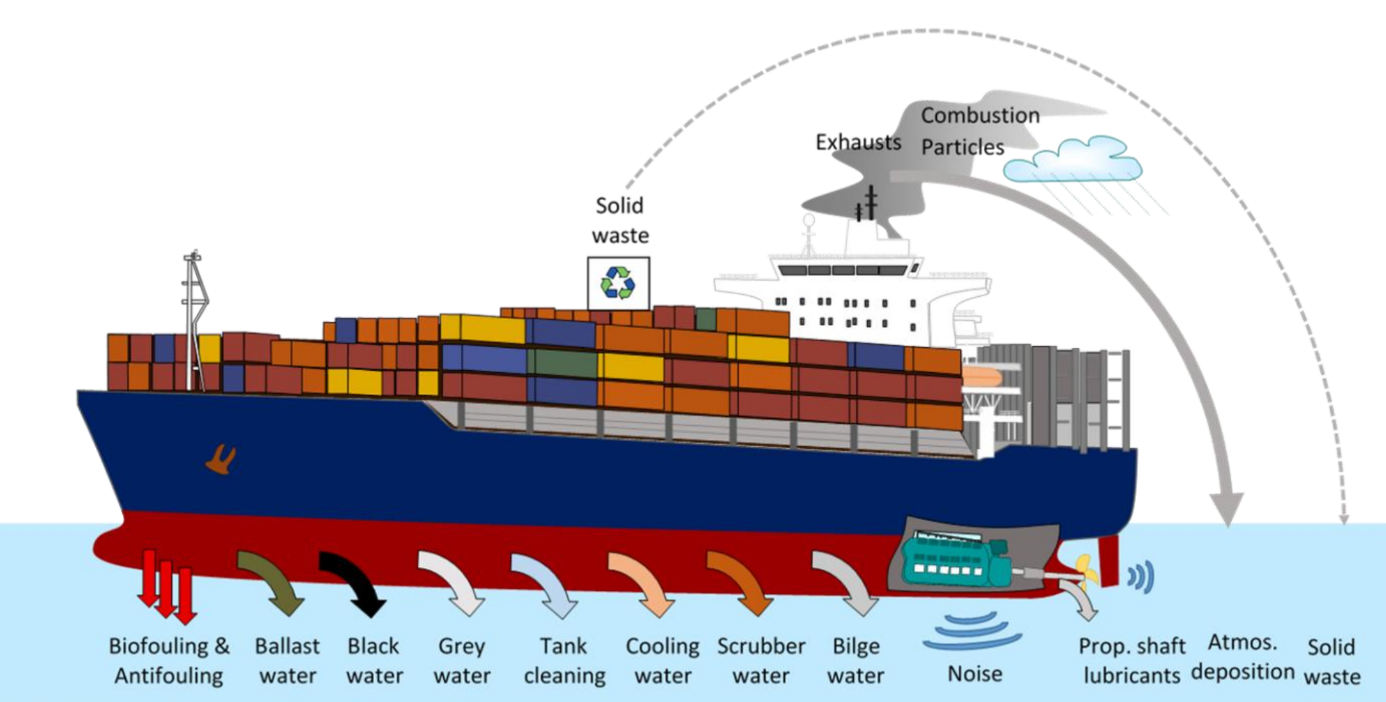 Combustion
Exhausts
Particles
Solid
waste
Biofouling &
Antifouling
Ballast
water
Black
water
Grey
water
Tank
cleaning
Cooling
water
Scrubber
water
Bilge
water
Noise
Prop. shaft
lubricants
Atmos.
deposition
Solid
waste